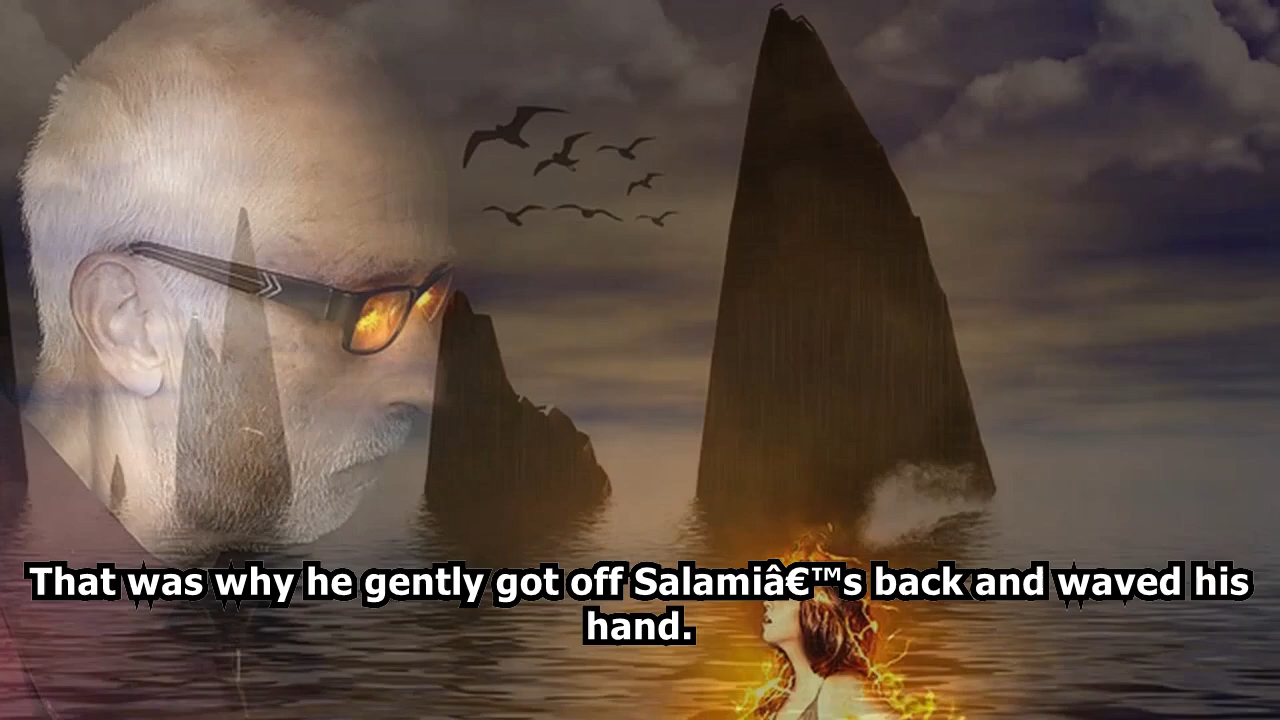 That was why he gently got off Salamiâ€™s back and waved his
hand.